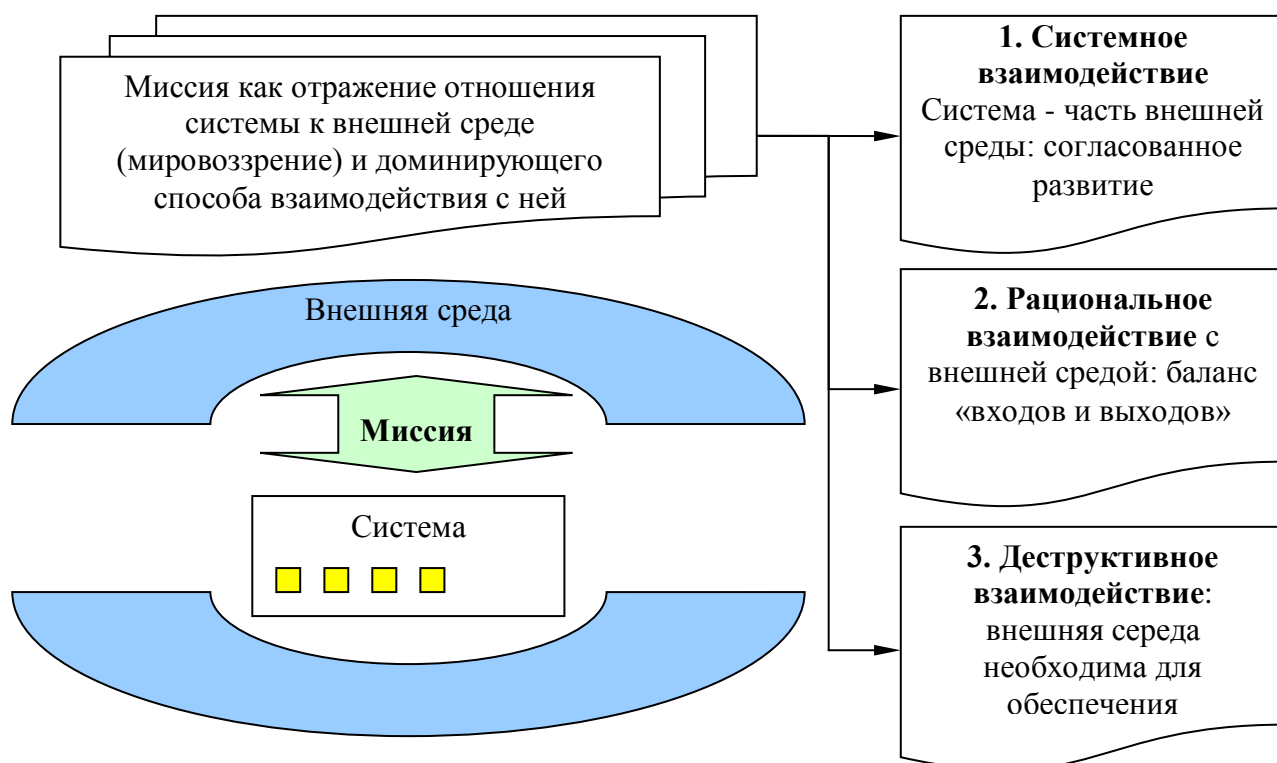 Миссия как отражение отношения
системы к внешней среде
(мировоззрение) и доминирующего
способа взаимодействия с ней
Внешняя среда
Миссия
Система
1. Системное
взаимодействие
Система - часть внешней
среды: согласованное
развитие
2. Рациональное
взаимодействие с
внешней средой: баланс
«входов и выходов»
3. Деструктивное
взаимодействие:
внешняя середа
необходима для
обеспечения